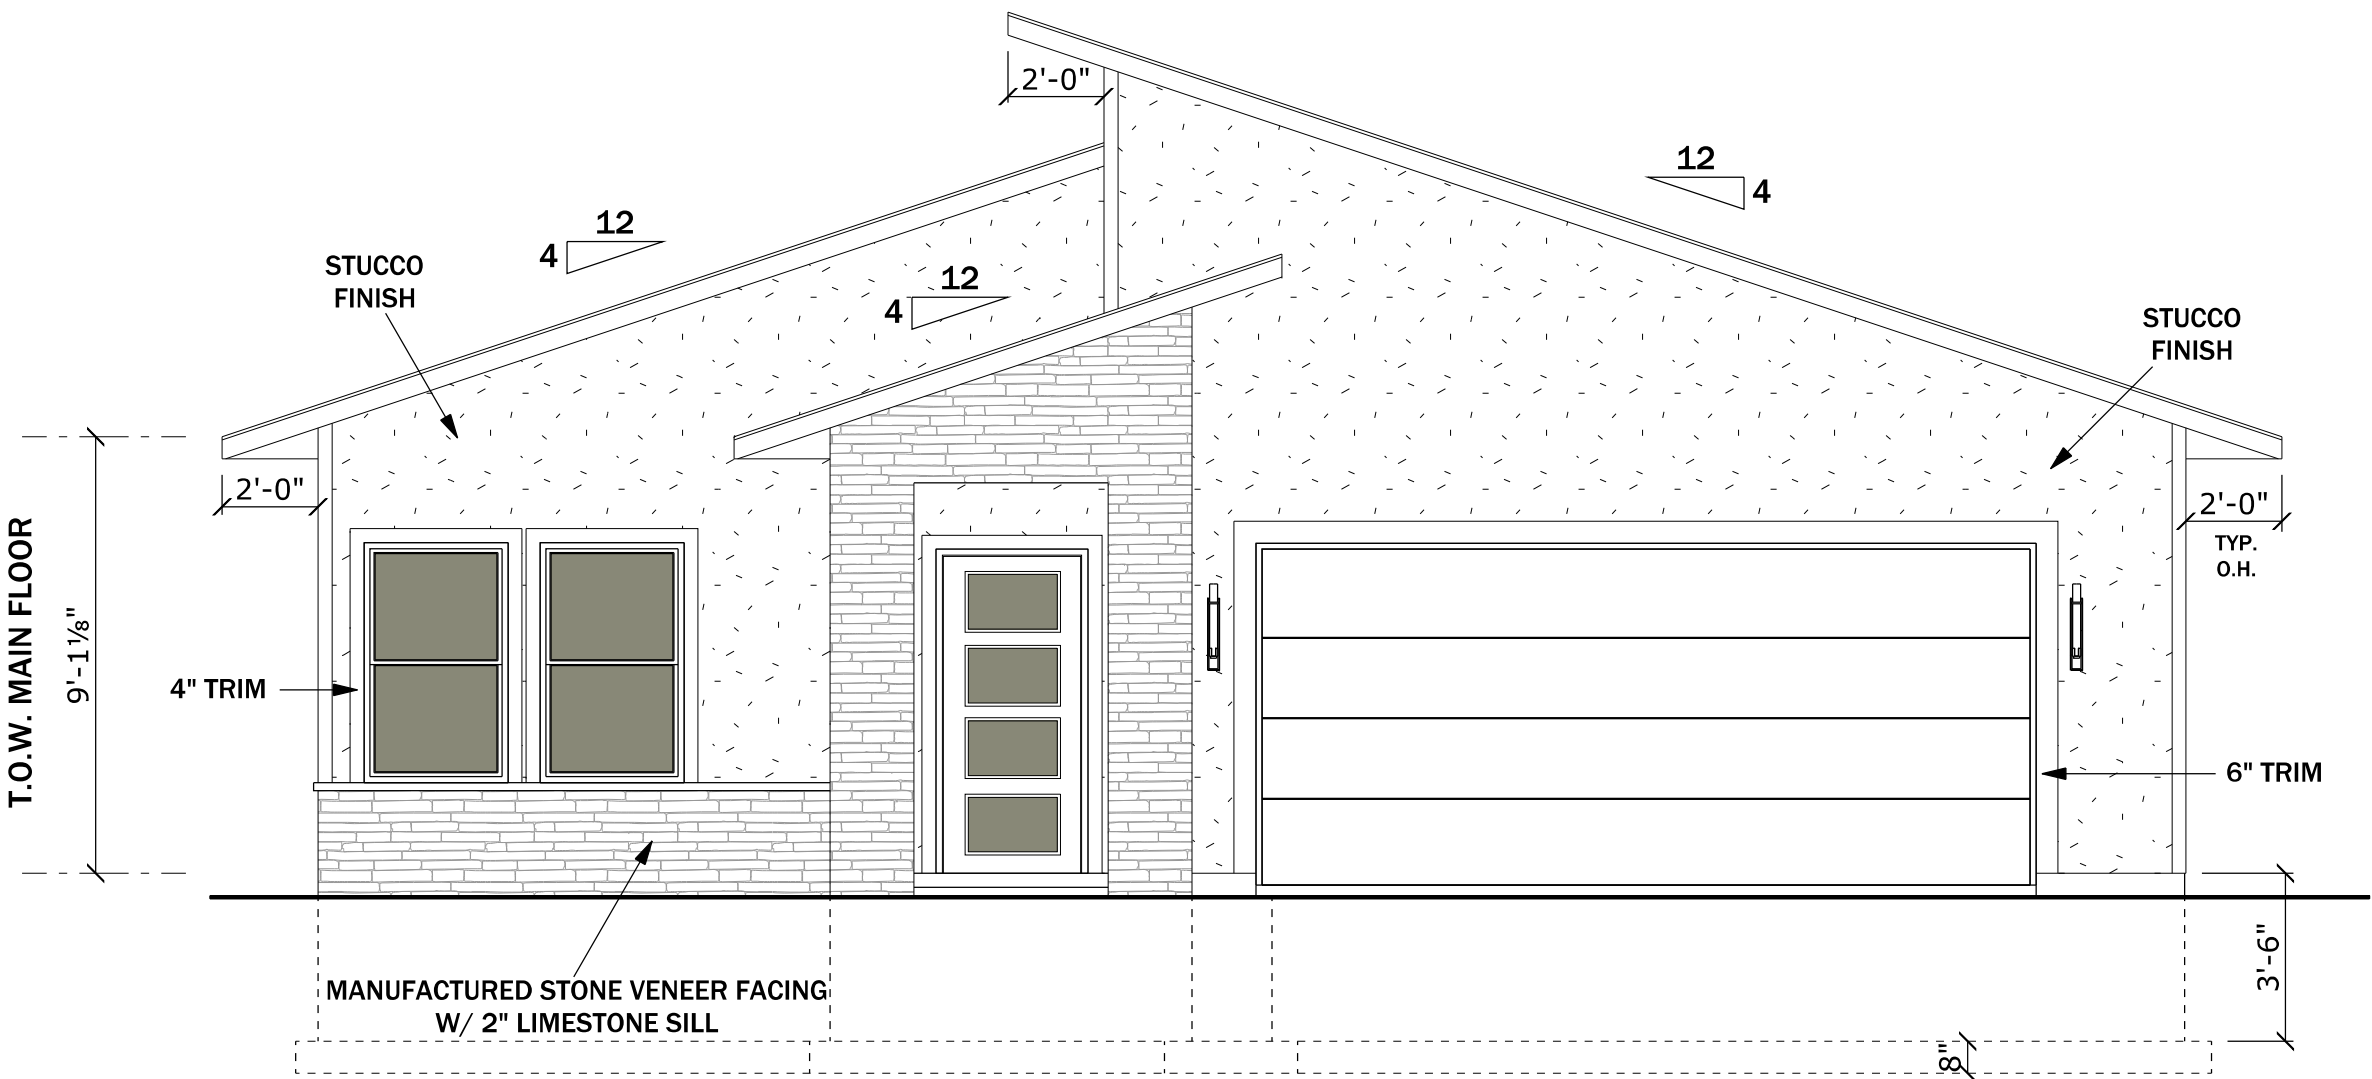 2'-0"
12
4
12
4
STUCCO
FINISH
12
4
STUCCO
FINISH
2'-0"
2'-0"
TYP.
O.H.
T.O.W. MAIN FLOOR
9'-1⅛"
4" TRIM
6" TRIM
3'-6"
MANUFACTURED STONE VENEER FACING
W/ 2" LIMESTONE SILL
8"